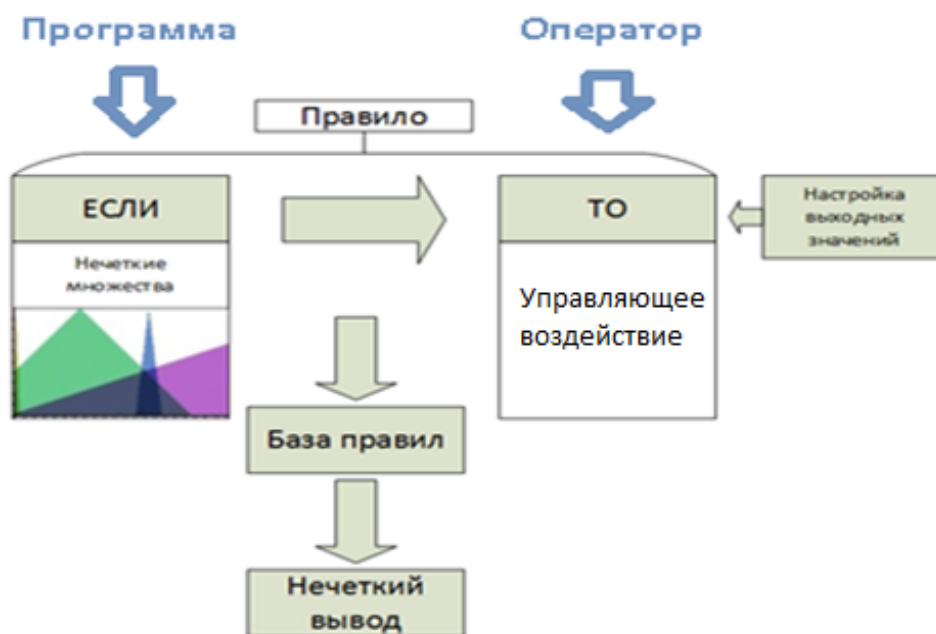 Программа
Оператор
Правило
ЕСЛИ
ТО
Настройка
выходных
значений
Нечеткие
множества
Управляющее
воздействие
База правил
Нечеткий
вывод